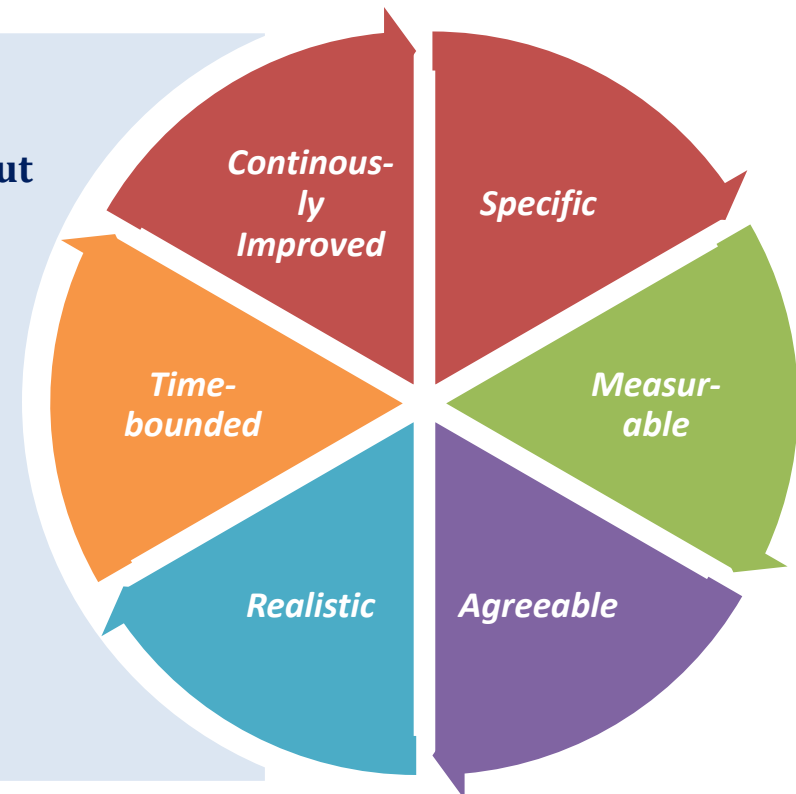 ut
Continous-
ly
Improved
Specific
Time-
bounded
Measur-
able
Realistic
Agreeable